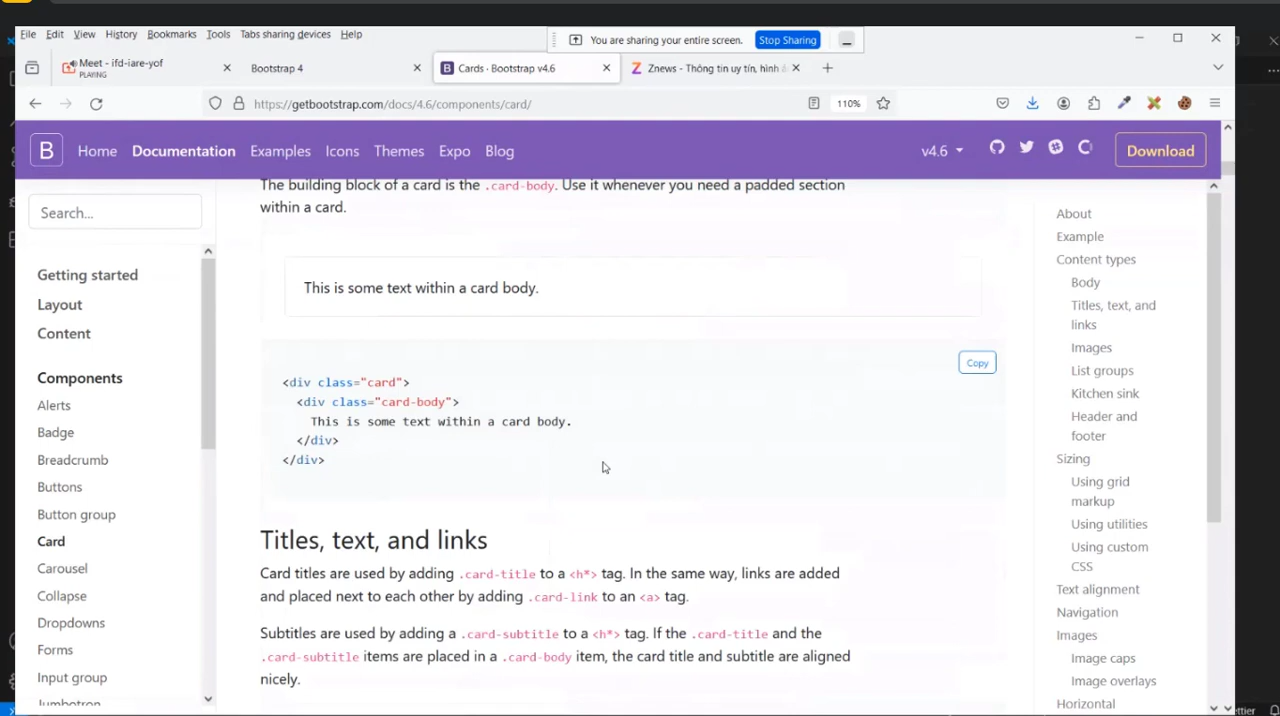 File Edit View History Bookmarks Tools Tabs sharing devices Help
You are sharing your entire screen. Stop Sharing
Meet - ifd-iare-yof
PLAYING
Bootstrap 4
Cards · Bootstrap v4.6
Znews - Thông tin uy tín, hình ả
https://getbootstrap.com/docs/4.6/components/card/
110%
B Home Documentation Examples Icons Themes Expo Blog
v4.6
Download
Search...
Getting started
Layout
Content
Components
Alerts
Badge
Breadcrumb
Buttons
Button group
Card
Carousel
Collapse
Dropdowns
Forms
Input group
Jumbotron
The building block of a card is the .card-body. Use it whenever you need a padded section
within a card.
This is some text within a card body.
Copy
<div class="card">
<div class="card-body">
This is some text within a card body.
</div>
</div>
Titles, text, and links
Card titles are used by adding .card-title to a <h*> tag. In the same way, links are added
and placed next to each other by adding .card-link to an <a> tag.
Subtitles are used by adding a .card-subtitle to a <h*> tag. If the .card-title and the
.card-subtitle items are placed in a .card-body item, the card title and subtitle are aligned
nicely.
About
Example
Content types
Body
Titles, text, and
links
Images
List groups
Kitchen sink
Header and
footer
Sizing
Using grid
markup
Using utilities
Using custom
CSS
Text alignment
Navigation
Images
Image caps
Image overlays
Horizontal
ettier